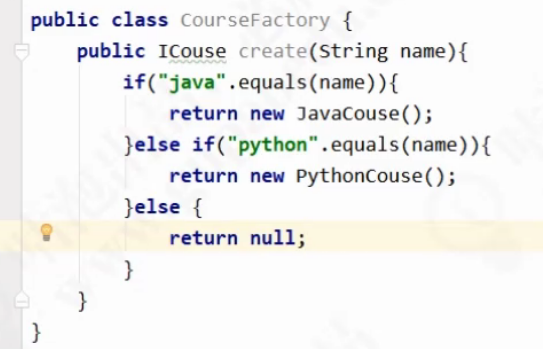 public class CourseFactory {
public ICouse create(String name){
if("java".equals(name)){
return new JavaCouse();
}else if("python".equals(name)){
return new PythonCouse();
}else {
return null;
}
}
}